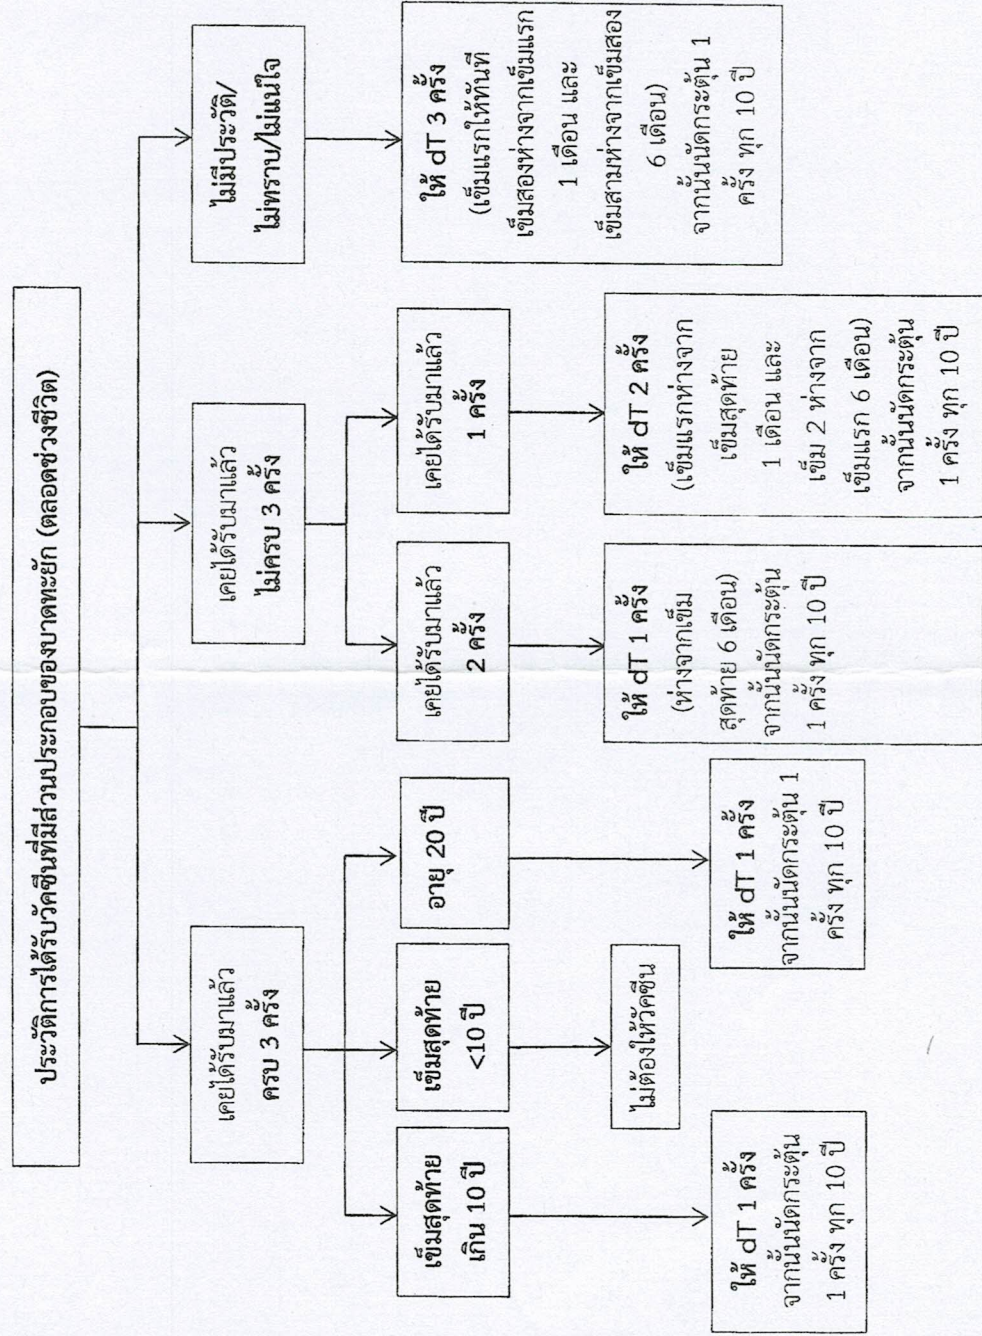 ประวัติการได้รับวัคซีนที่มีส่วนประกอบของบาดทะยัก (ตลอดช่วงชีวิต)
เคยได้รับมาแล้ว
ครบ 3 ครั้ง
เคยได้รับมาแล้ว
ไม่ครบ 3 ครั้ง
ไม่มีประวัติ/
ไม่ทราบ/ไม่แน่ใจ
เข็มสุดท้าย
เกิน 10 ปี
เข็มสุดท้าย
<10 ปี
อายุ 20 ปี
เคยได้รับมาแล้ว
2 ครั้ง
เคยได้รับมาแล้ว
1 ครั้ง
ให้ dT 3 ครั้ง
(เข็มแรกให้ทันที
เข็มสองห่างจากเข็มแรก
1 เดือน และ
เข็มสามห่างจากเข็มสอง
6 เดือน)
จากนั้นนัดกระตุ้น 1
ครั้ง ทุก 10 ปี
ให้ dT 1 ครั้ง
จากนั้นนัดกระตุ้น
1 ครั้ง ทุก 10 ปี
ไม่ต้องให้วัคซีน
ให้ dT 1 ครั้ง
จากนั้นนัดกระตุ้น 1
ครั้ง ทุก 10 ปี
ให้ dT 1 ครั้ง
(ห่างจากเข็ม
สุดท้าย 6 เดือน)
จากนั้นนัดกระตุ้น
1 ครั้ง ทุก 10 ปี
ให้ dT 2 ครั้ง
(เข็มแรกห่างจาก
เข็มสุดท้าย
1 เดือน และ
เข็ม 2 ห่างจาก
เข็มแรก 6 เดือน)
จากนั้นนัดกระตุ้น
1 ครั้ง ทุก 10 ปี